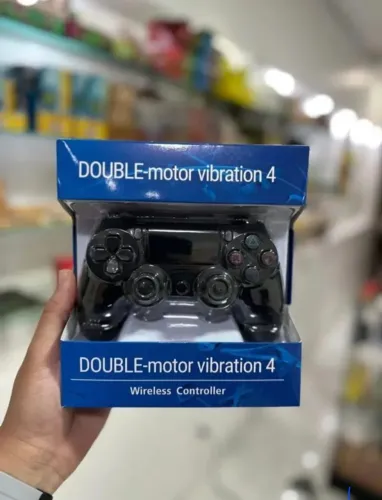 DOUBLE-motor vibration 4
DOUBLE-motor vibration 4
Wireless Controller